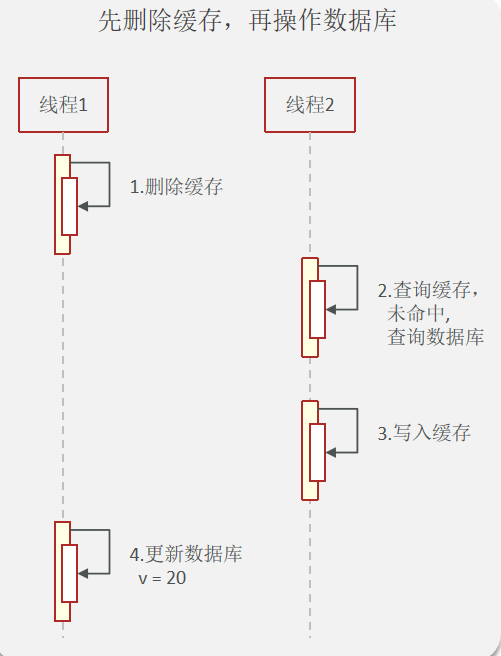 先删除缓存，再操作数据库
线程1
线程2
1.删除缓存
2.查询缓存，
未命中,
查询数据库
3.写入缓存
4.更新数据库
v = 20